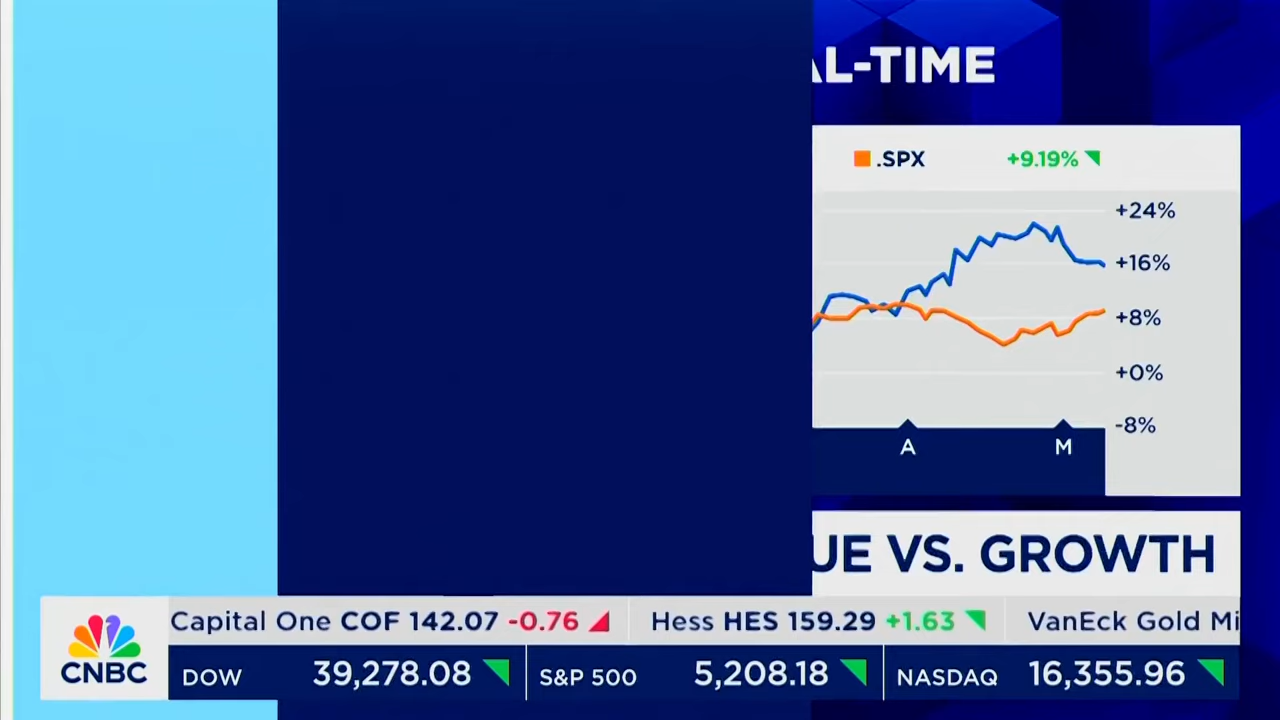 AL-TIME
.SPX +9.19%
+24%
+16%
+8%
+0%
-8%
A M
UE VS. GROWTH
Capital One COF 142.07 -0.76 Hess HES 159.29 +1.63 VanEck Gold Mi
CNBC
DOW 39,278.08 S&P 500 5,208.18 NASDAQ 16,355.96